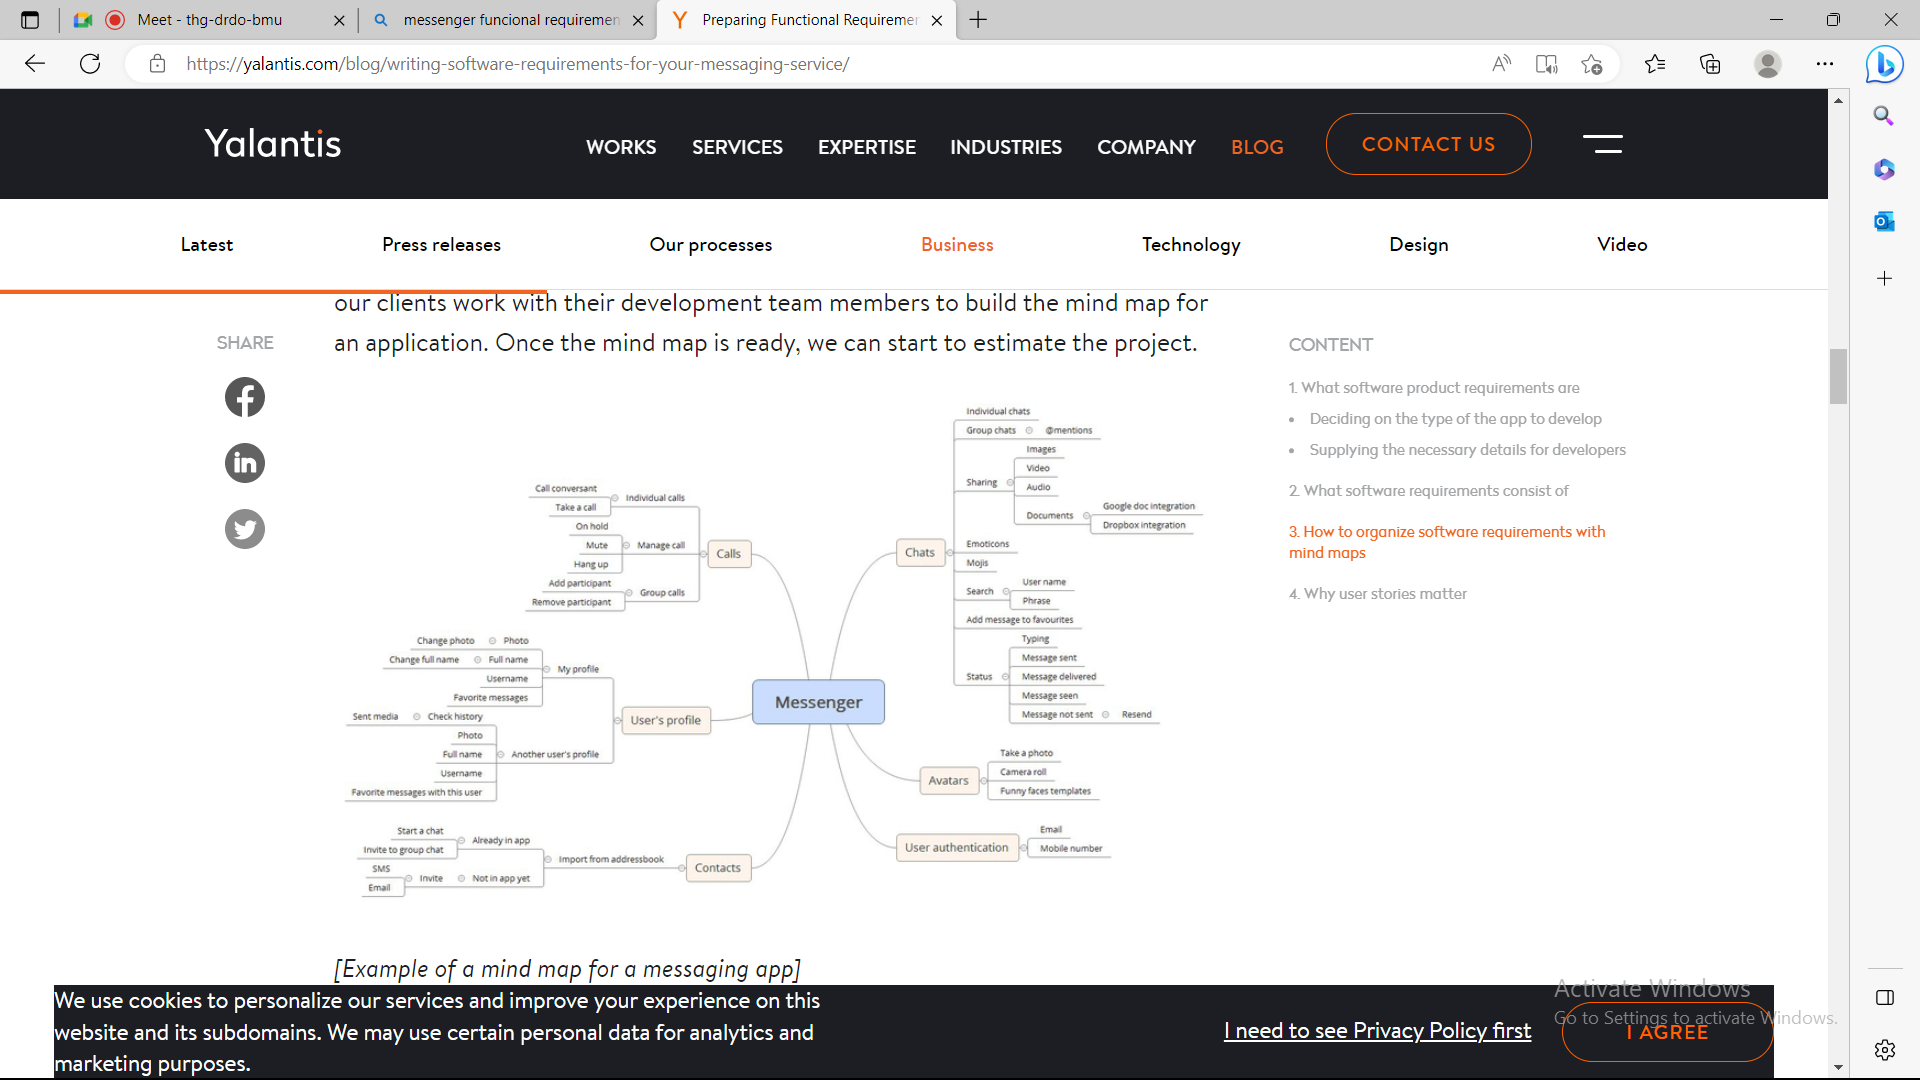 Meet - thg-drdo-bmu
messenger funcional requiremen
Preparing Functional Requiremen
https://yalantis.com/blog/writing-software-requirements-for-your-messaging-service/
Yalantis
WORKS
SERVICES
EXPERTISE
INDUSTRIES
COMPANY
BLOG
CONTACT US
Latest
Press releases
Our processes
Business
Technology
Design
Video
our clients work with their development team members to build the mind map for
an application. Once the mind map is ready, we can start to estimate the project.
SHARE
CONTENT
1. What software product requirements are
• Deciding on the type of the app to develop
• Supplying the necessary details for developers
2. What software requirements consist of
3. How to organize software requirements with
mind maps
4. Why user stories matter
Messenger
Calls
Individual calls
Call conversant
Take a call
Manage call
On hold
Mute
Hang up
Group calls
Add participant
Remove participant
User's profile
My profile
Photo
Change photo
Full name
Change full name
Username
Favorite messages
Another user's profile
Check history
Sent media
Photo
Full name
Username
Favorite messages with this user
Contacts
Import from addressbook
Already in app
Start a chat
Invite to group chat
Not in app yet
Invite
SMS
Email
Chats
Individual chats
Group chats
@mentions
Sharing
Images
Video
Audio
Documents
Google doc integration
Dropbox integration
Emoticons
Mojis
Search
User name
Phrase
Add message to favourites
Status
Typing
Message sent
Message delivered
Message seen
Message not sent
Resend
Avatars
Take a photo
Camera roll
Funny faces templates
User authentication
Email
Mobile number
[Example of a mind map for a messaging app]
We use cookies to personalize our services and improve your experience on this
website and its subdomains. We may use certain personal data for analytics and
marketing purposes.
I need to see Privacy Policy first
I AGREE
Activate Windows
Go to Settings to activate Windows.